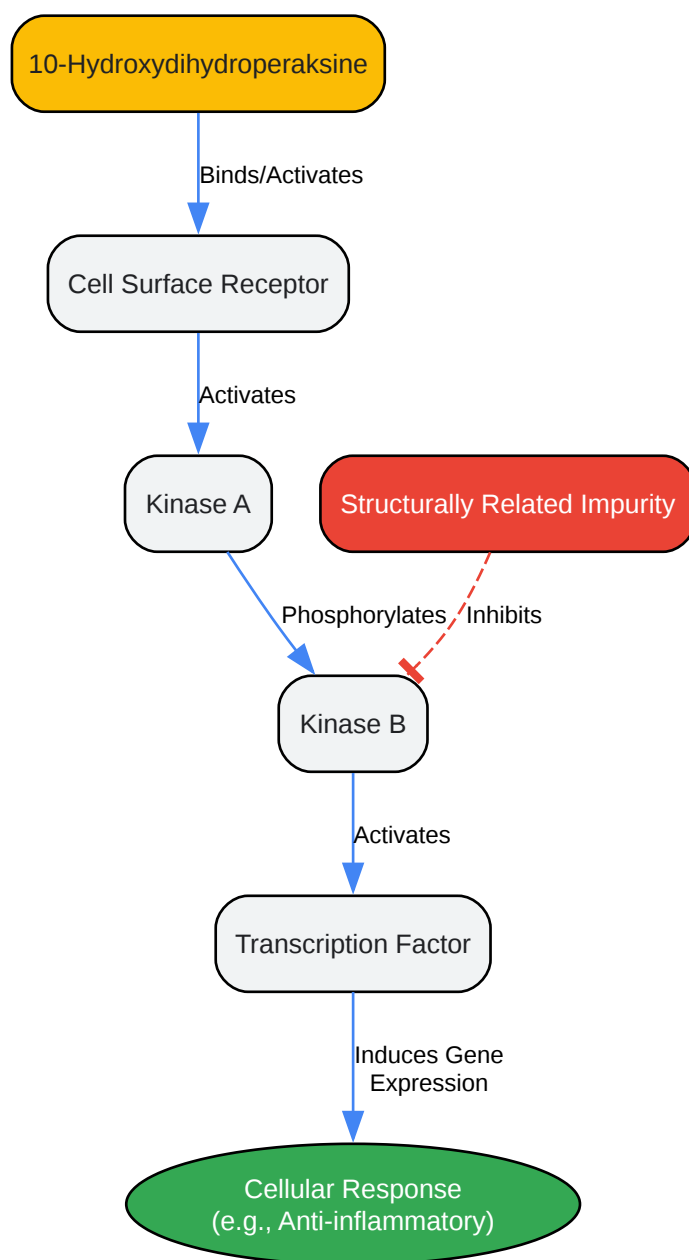 10-Hydroxydihydroperaksine
Binds/Activates
Cell Surface Receptor
Activates
Kinase A
Structurally Related Impurity
Phosphorylates
Inhibits
Kinase B
Activates
Transcription Factor
Induces Gene
Expression
Cellular Response
(e.g., Anti-inflammatory)